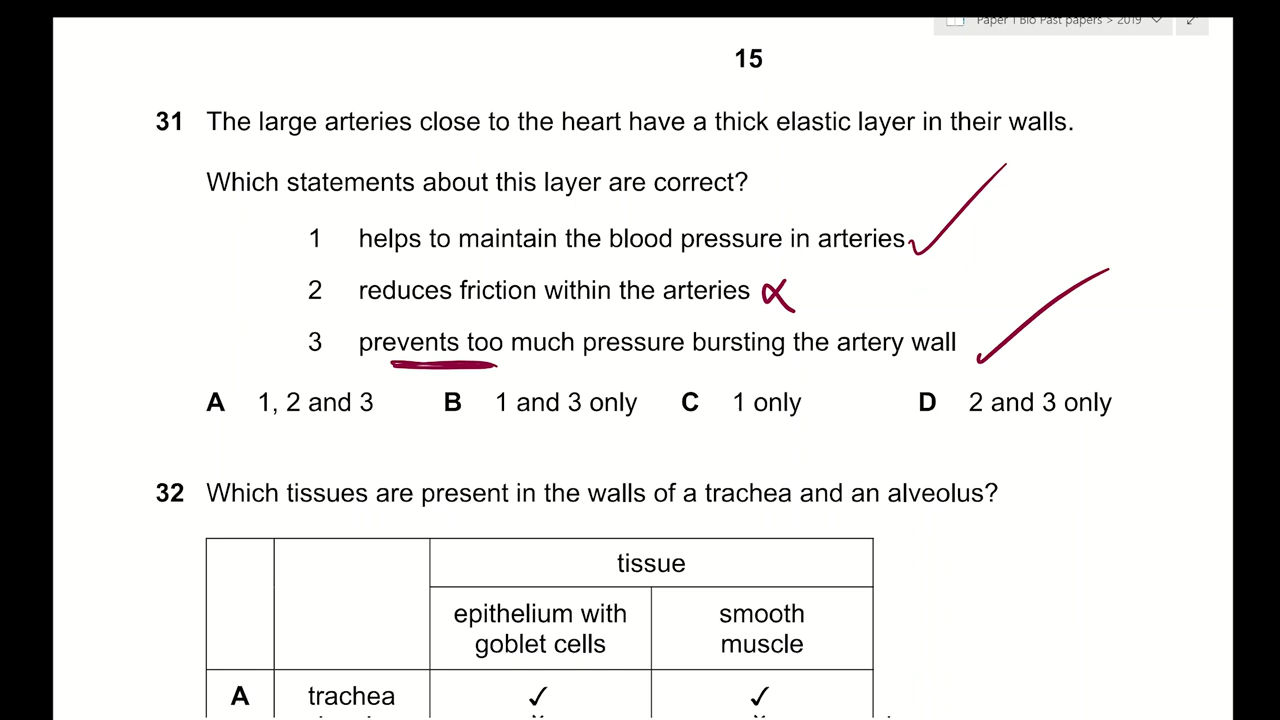 Paper 1 Bio Past papers > 2019
15
31 The large arteries close to the heart have a thick elastic layer in their walls.
Which statements about this layer are correct?
1 helps to maintain the blood pressure in arteries
2 reduces friction within the arteries
3 prevents too much pressure bursting the artery wall
A 1, 2 and 3 B 1 and 3 only C 1 only D 2 and 3 only
32 Which tissues are present in the walls of a trachea and an alveolus?
tissue
epithelium with smooth
goblet cells muscle
A trachea ✓ ✓